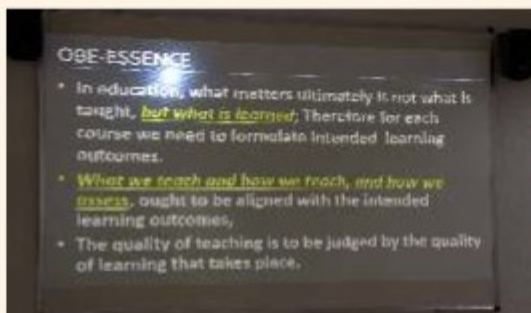 OBE-ESSENCE
• In education, what matters ultimately is not what is
taught, but what is learned; Therefore for each
course we need to formulate intended learning
outcomes.
• What we teach and how we teach, and how we
assess, ought to be aligned with the intended
learning outcomes,
• The quality of teaching is to be judged by the quality
of learning that takes place.